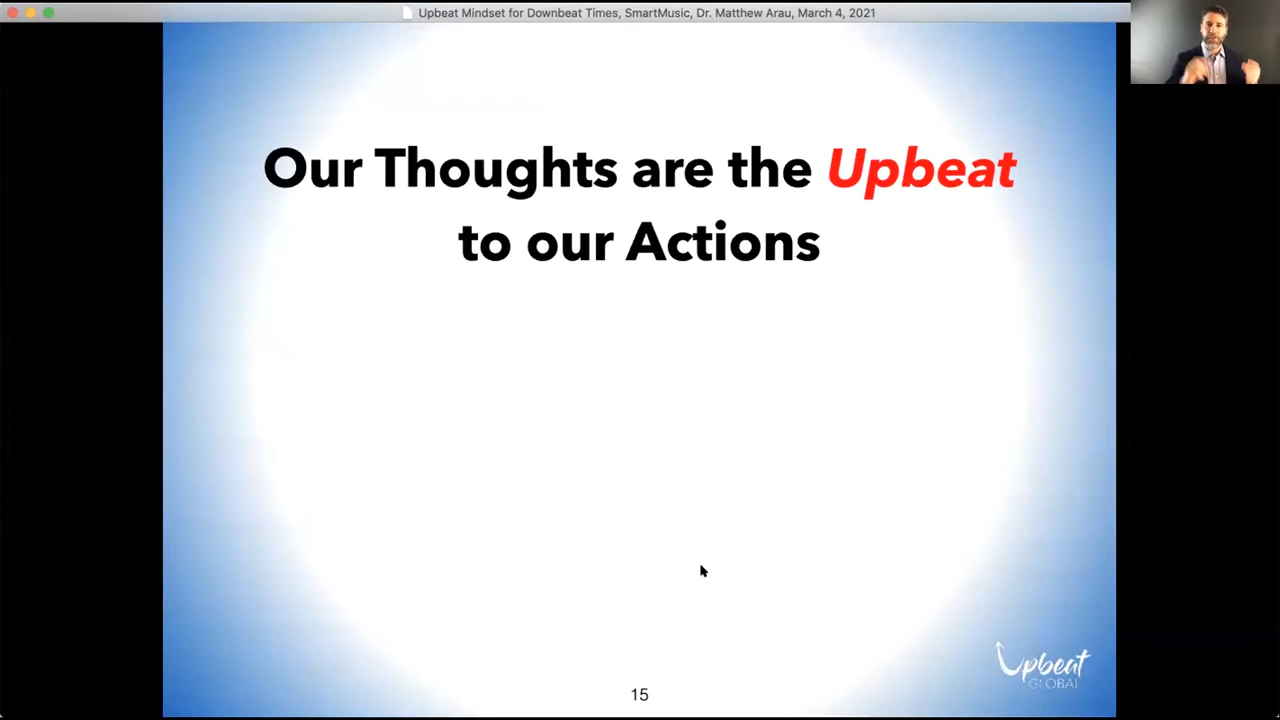 Upbeat Mindset for Downbeat Times, SmartMusic, Dr. Matthew Arau, March 4, 2021
Our Thoughts are the Upbeat
to our Actions
Upbeat
GLOBAL
15